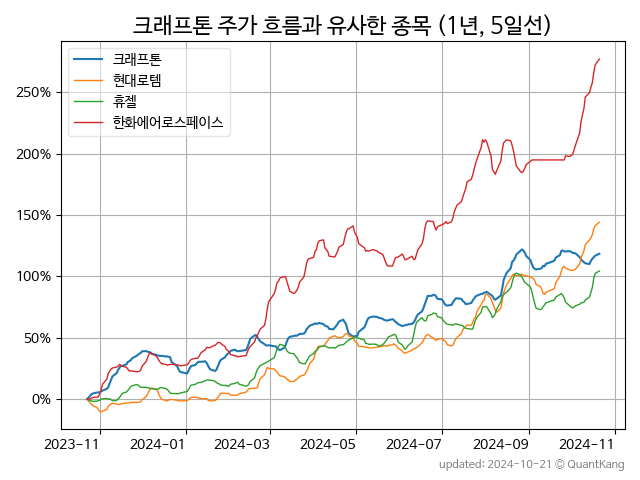 크래프톤 주가 흐름과 유사한 종목 (1년, 5일선)
크래프톤
현대로템
휴젤
한화에어로스페이스
250%
200%
150%
100%
50%
0%
2023-11 2024-01 2024-03 2024-05 2024-07 2024-09 2024-11
updated: 2024-10-21 © QuantKang